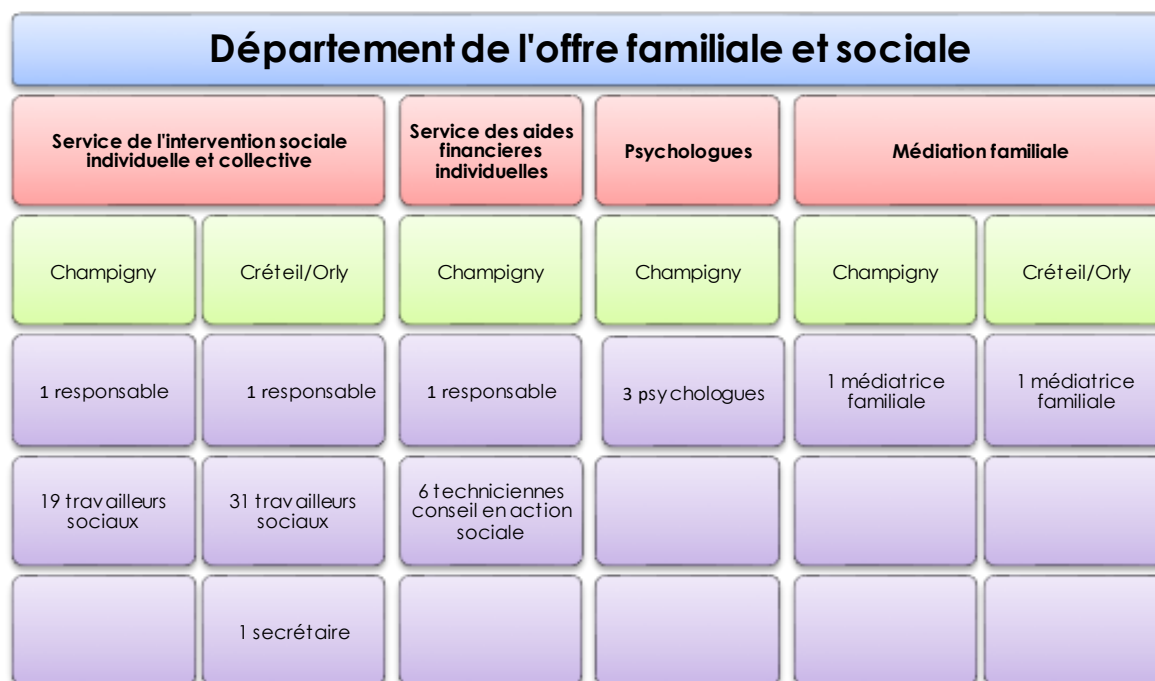 Département de l'offre familiale et sociale
Service de l'intervention sociale
individuelle et collective
Service des aides
financieres
individuelles
Psychologues
Médiation familiale
Champigny
Créteil/Orly
Champigny
Champigny
Champigny
Créteil/Orly
1 responsable
1 responsable
1 responsable
3 psychologues
1 médiatrice
familiale
1 médiatrice
familiale
19 travailleurs
sociaux
31 travailleurs
sociaux
6 techniciennes
conseil en action
sociale
1 secrétaire